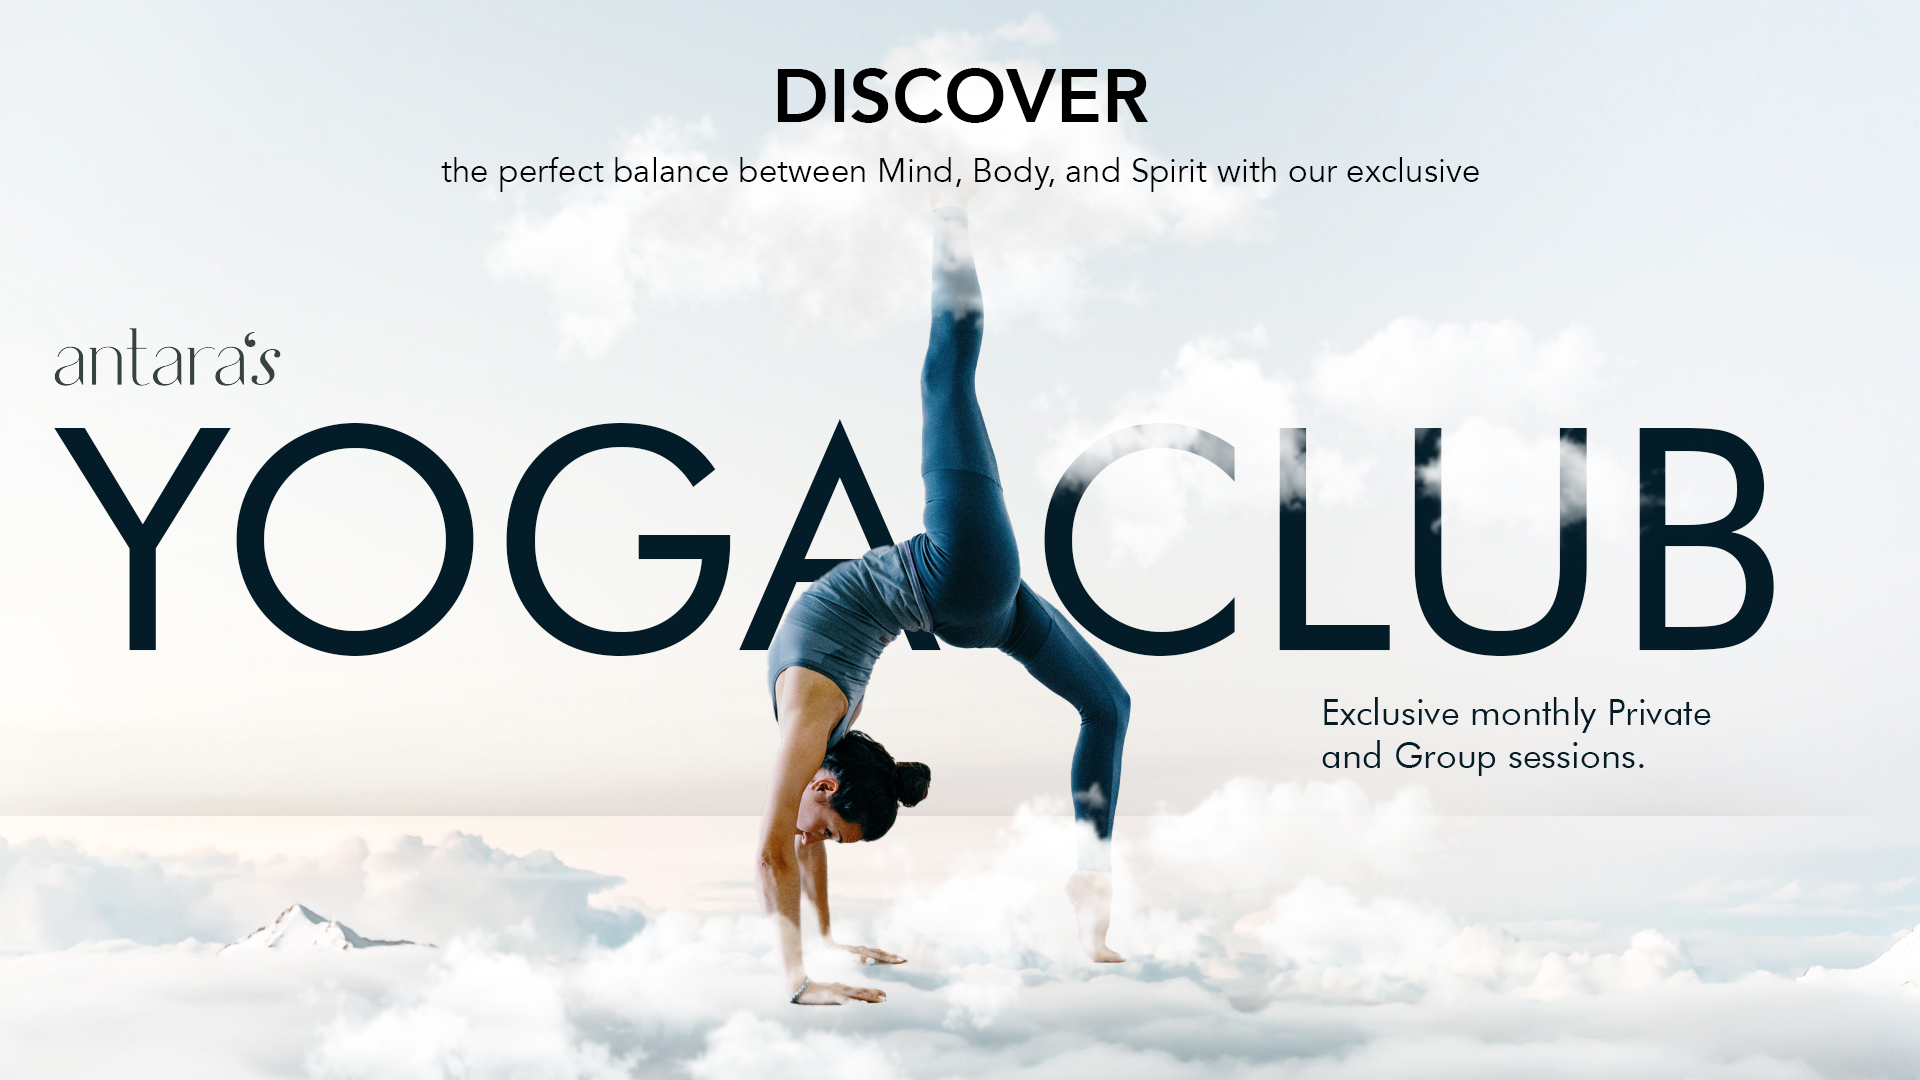 DISCOVER
the perfect balance between Mind, Body, and Spirit with our exclusive
antara‘s
YOGA CLUB
Exclusive monthly Private
and Group sessions.